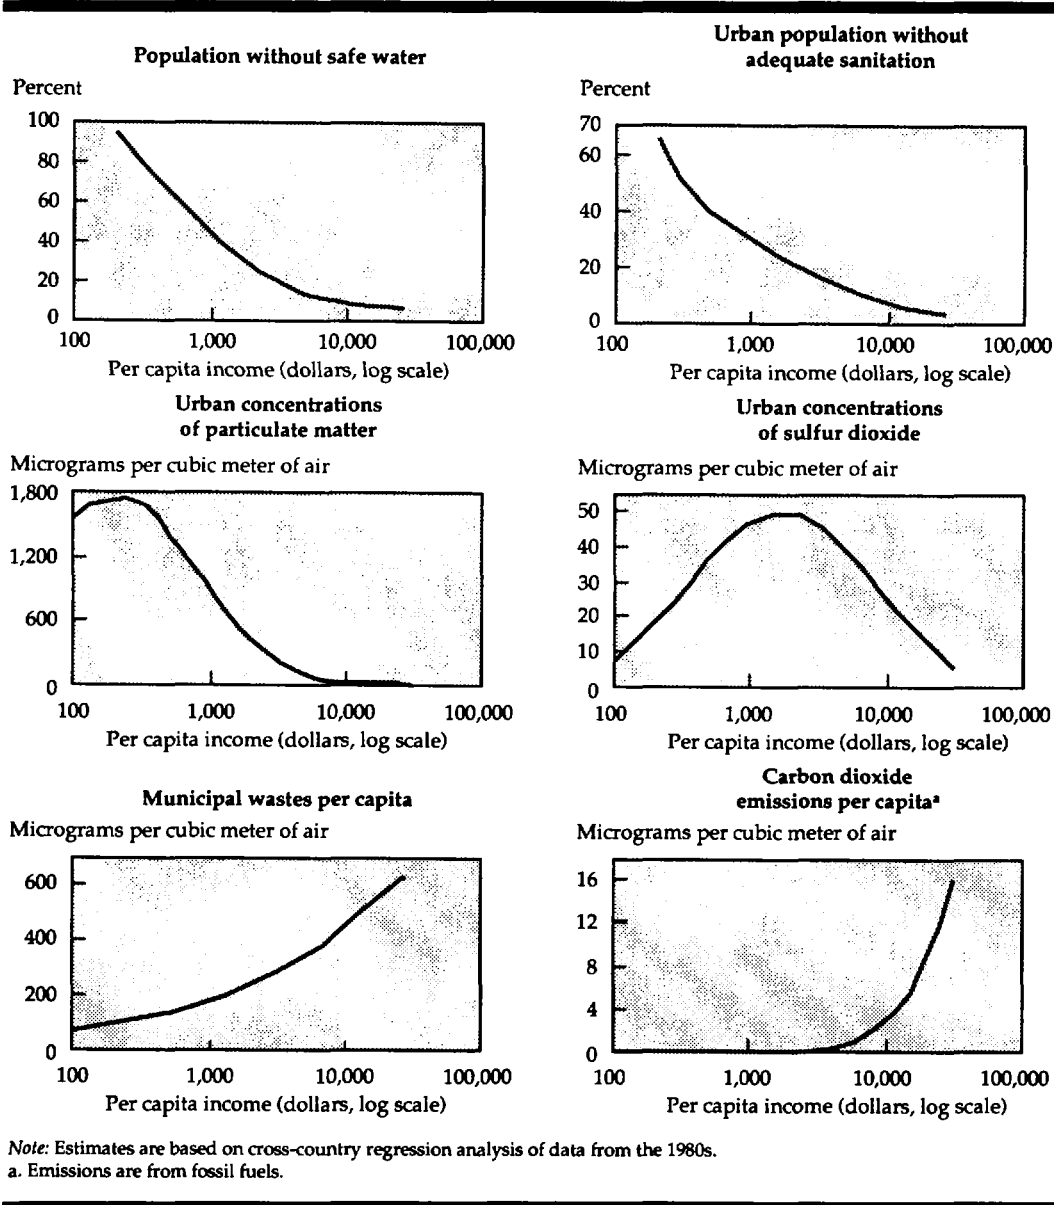 Population without safe water
Percent
100
80
60
40
20
0
100 1,000 10,000 100,000
Per capita income (dollars, log scale)
Urban population without
adequate sanitation
Percent
70
60
40
20
0
100 1,000 10,000 100,000
Per capita income (dollars, log scale)
Urban concentrations
of particulate matter
Micrograms per cubic meter of air
1,800
1,200
600
0
100 1,000 10,000 100,000
Per capita income (dollars, log scale)
Urban concentrations
of sulfur dioxide
Micrograms per cubic meter of air
50
40
30
20
10
0
100 1,000 10,000 100,000
Per capita income (dollars, log scale)
Municipal wastes per capita
Micrograms per cubic meter of air
600
400
200
0
100 1,000 10,000 100,000
Per capita income (dollars, log scale)
Carbon dioxide
emissions per capitaª
Micrograms per cubic meter of air
16
12
8
4
0
100 1,000 10,000 100,000
Per capita income (dollars, log scale)
Note: Estimates are based on cross-country regression analysis of data from the 1980s.
a. Emissions are from fossil fuels.